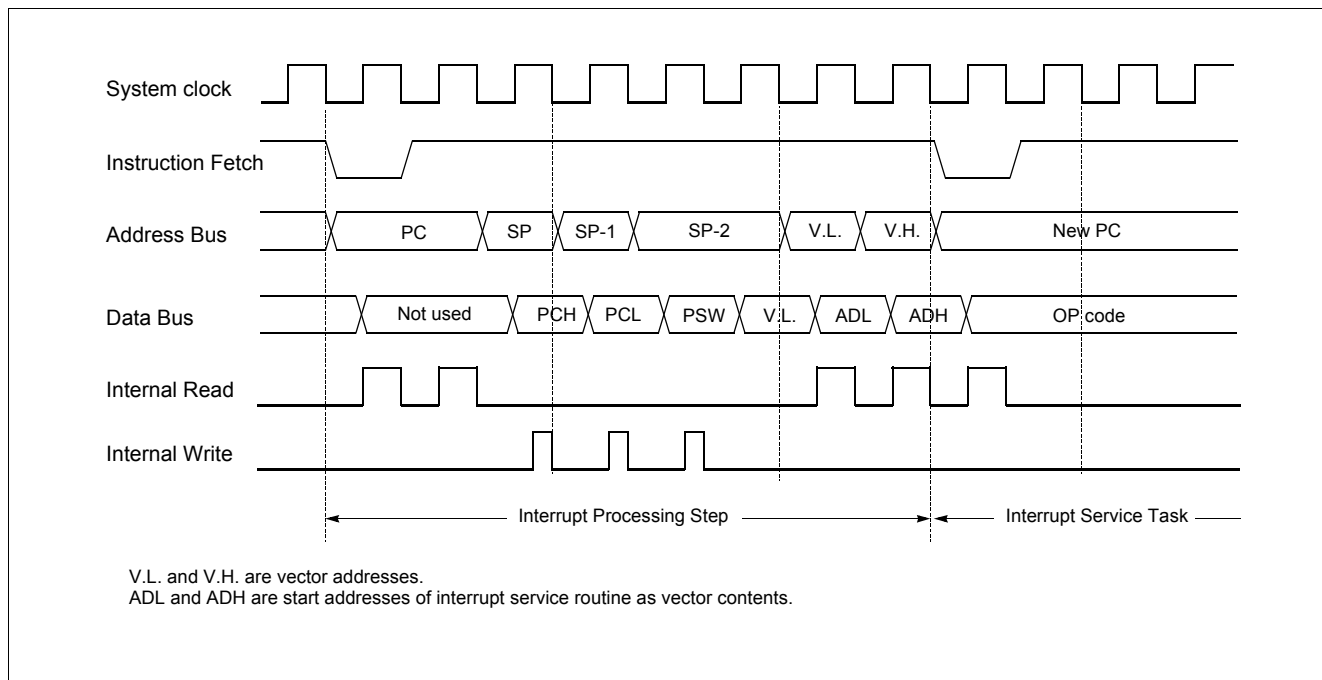 System clock
Instruction Fetch
Address Bus PC SP SP-1 SP-2 V.L. V.H. New PC
Data Bus Not used PCH PCL PSW V.L. ADL ADH OP code
Internal Read
Internal Write
Interrupt Processing Step Interrupt Service Task
V.L. and V.H. are vector addresses.
ADL and ADH are start addresses of interrupt service routine as vector contents.